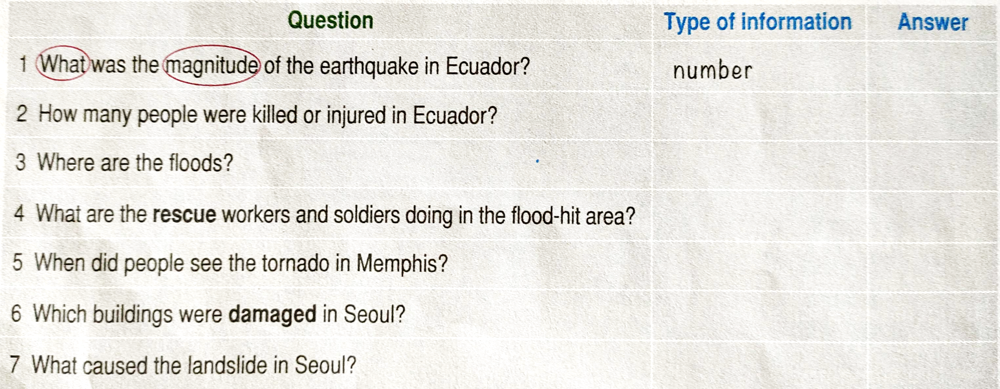 Question Type of information Answer
1 What was the magnitude of the earthquake in Ecuador? number
2 How many people were killed or injured in Ecuador?
3 Where are the floods?
4 What are the rescue workers and soldiers doing in the flood-hit area?
5 When did people see the tornado in Memphis?
6 Which buildings were damaged in Seoul?
7 What caused the landslide in Seoul?